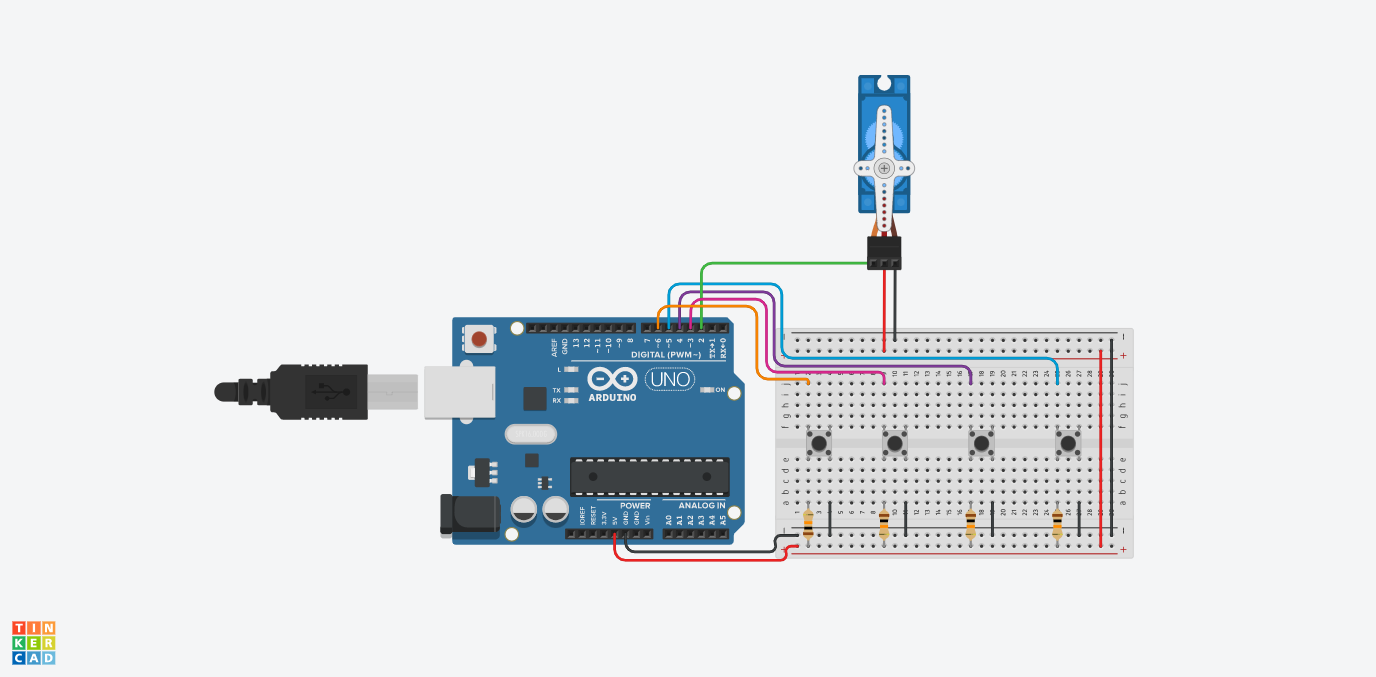 AREF
GND
13
12
~11
~10
~9
8
7
~6
~5
4
~3
2
TX→1
RX←0
DIGITAL (PWM~)
L
TX
RX
UNO
ARDUINO
ON
POWER
ANALOG IN
IOREF
RESET
3.3V
5V
GND
GND
Vin
A0
A1
A2
A3
A4
A5
j
i
h
g
f
e
d
c
b
a
TIN
KER
CAD